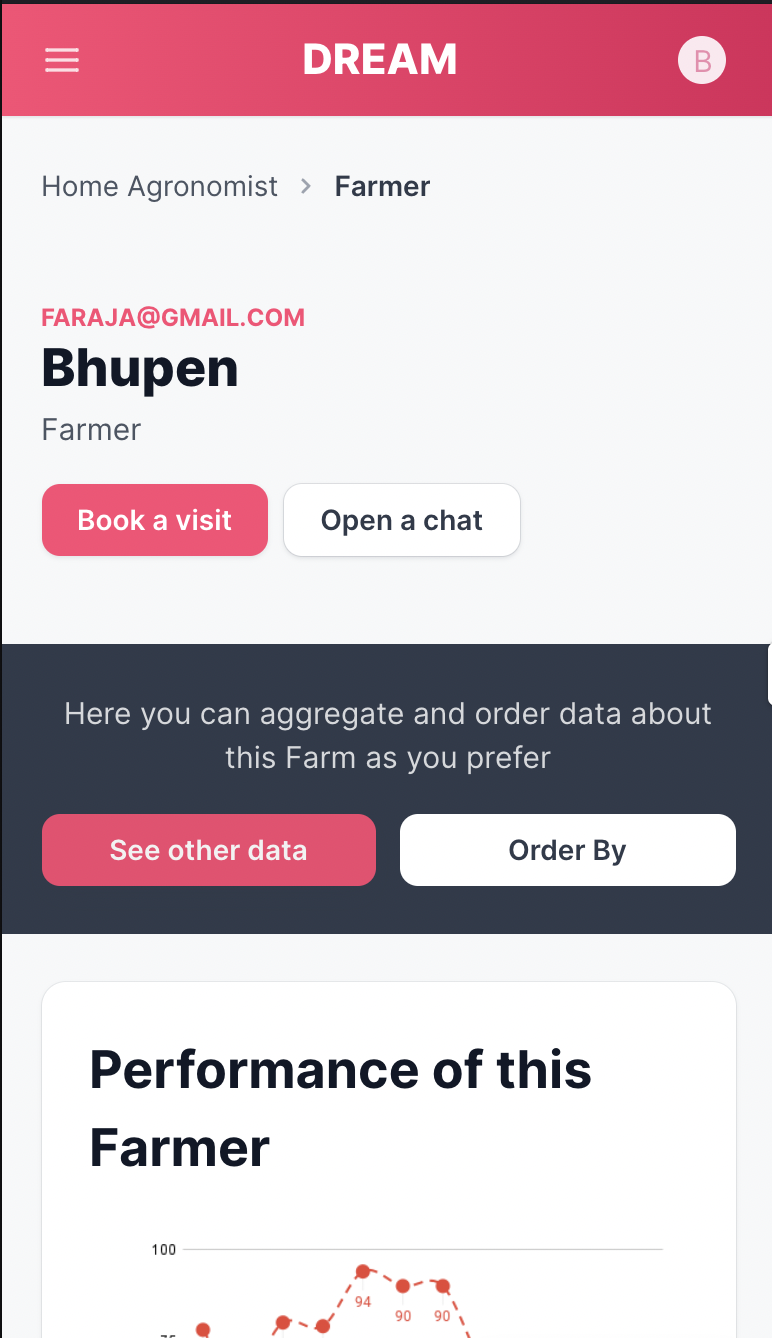 DREAM
B
Home Agronomist
Farmer
FARAJA@GMAIL.COM
Bhupen
Farmer
Book a visit
Open a chat
Here you can aggregate and order data about
this Farm as you prefer
See other data
Order By
Performance of this
Farmer
100
94
90
90